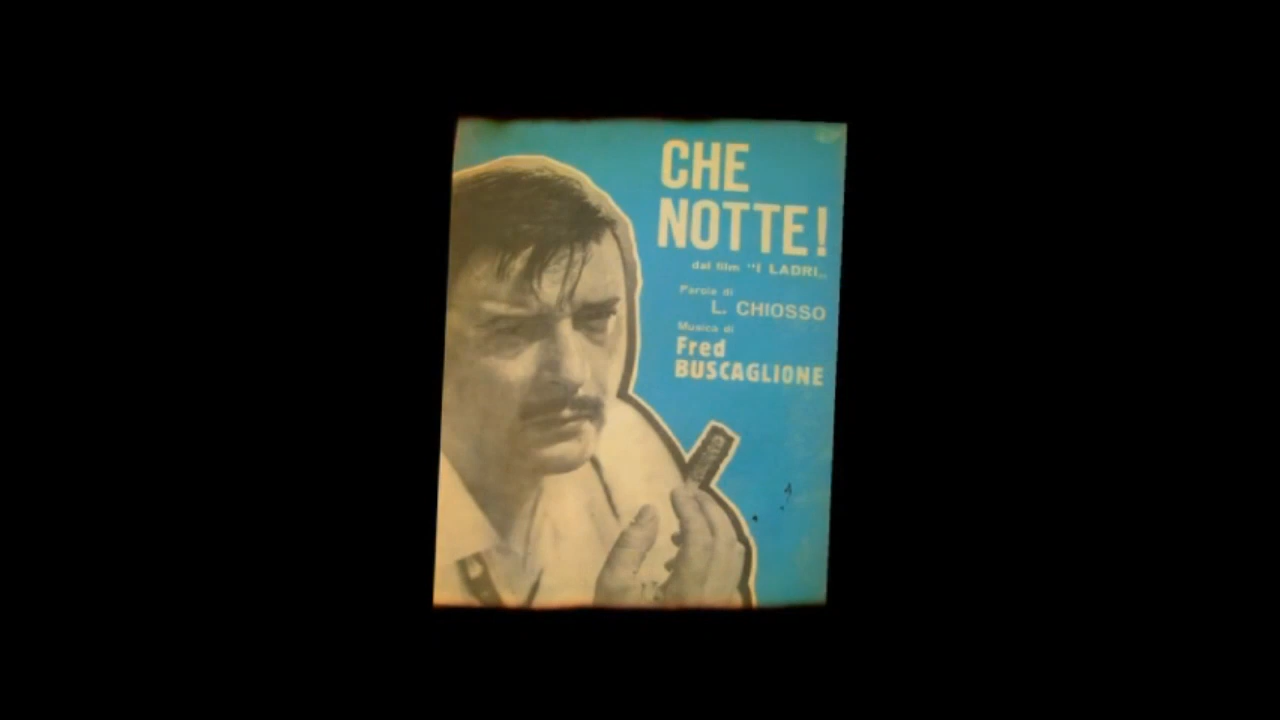 CHE
NOTTE!
dal film "I LADRI"
Parole di
L. CHIOSSO
Musica di
Fred
BUSCAGLIONE